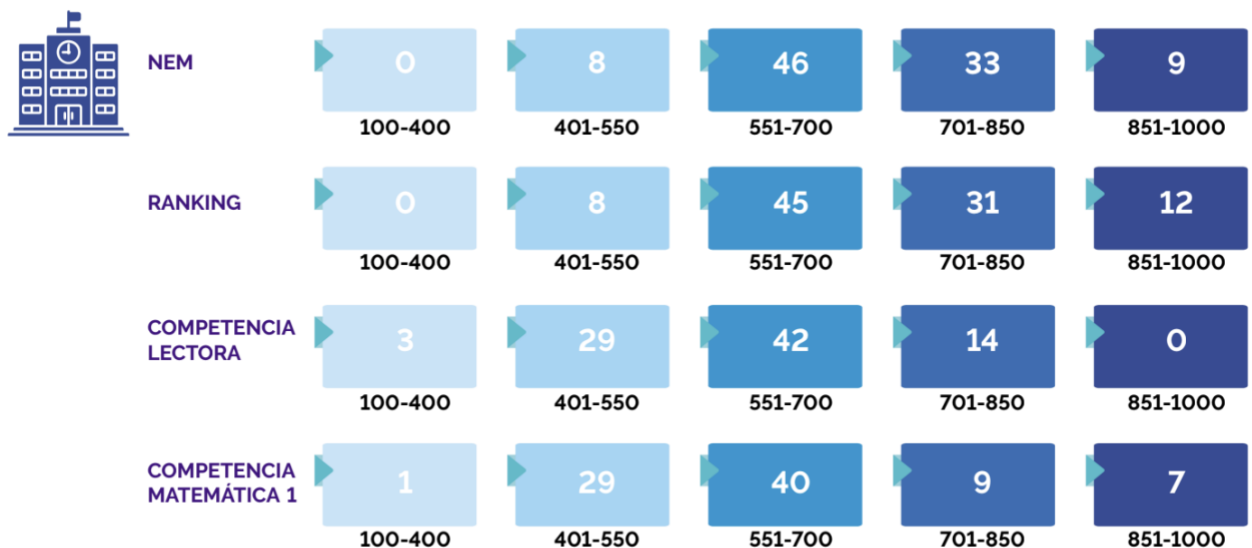 NEM
0 8 46 33 9
100-400 401-550 551-700 701-850 851-1000
RANKING
0 8 45 31 12
100-400 401-550 551-700 701-850 851-1000
COMPETENCIA
LECTORA
3 29 42 14 0
100-400 401-550 551-700 701-850 851-1000
COMPETENCIA
MATEMÁTICA 1
1 29 40 9 7
100-400 401-550 551-700 701-850 851-1000